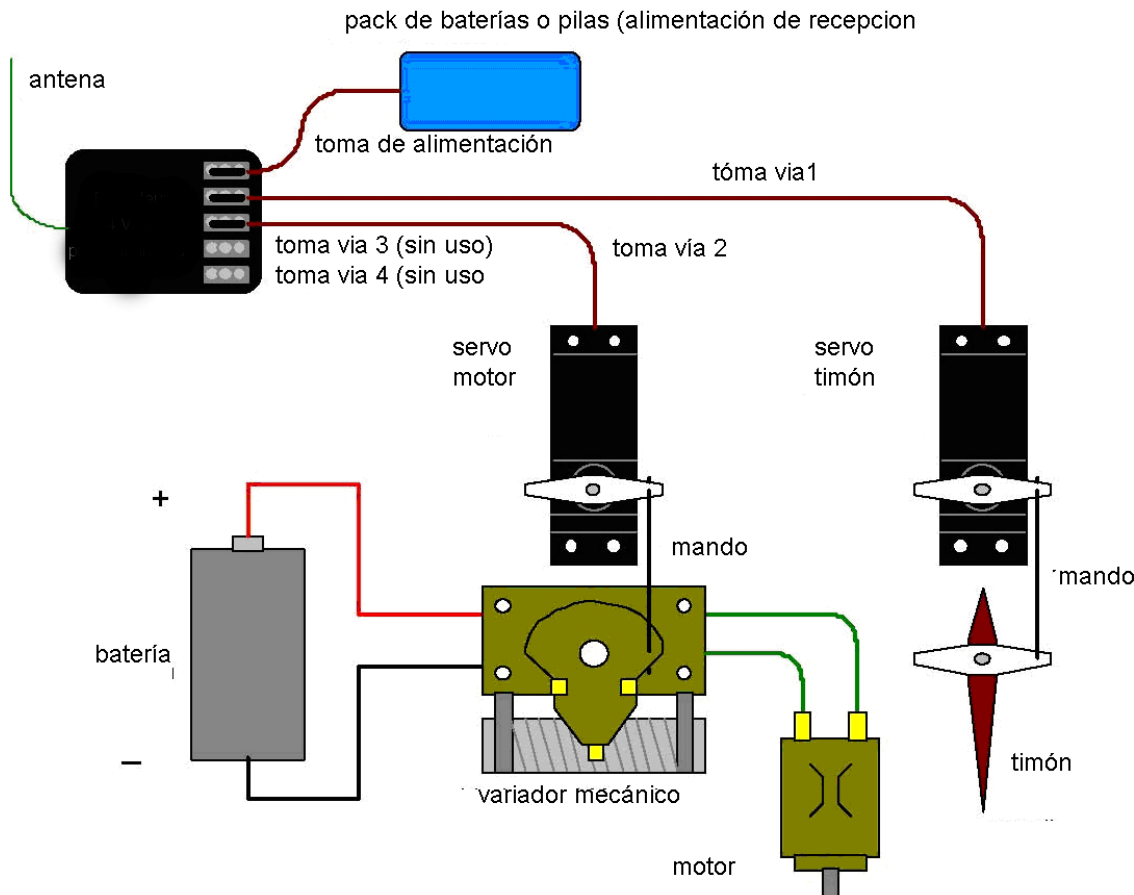 pack de baterías o pilas (alimentación de recepcion
antena
toma de alimentación
tóma via1
toma via 3 (sin uso)
toma vía 2
toma via 4 (sin uso
servo
motor
servo
timón
+
mando
mando
batería
–
timón
variador mecánico
motor